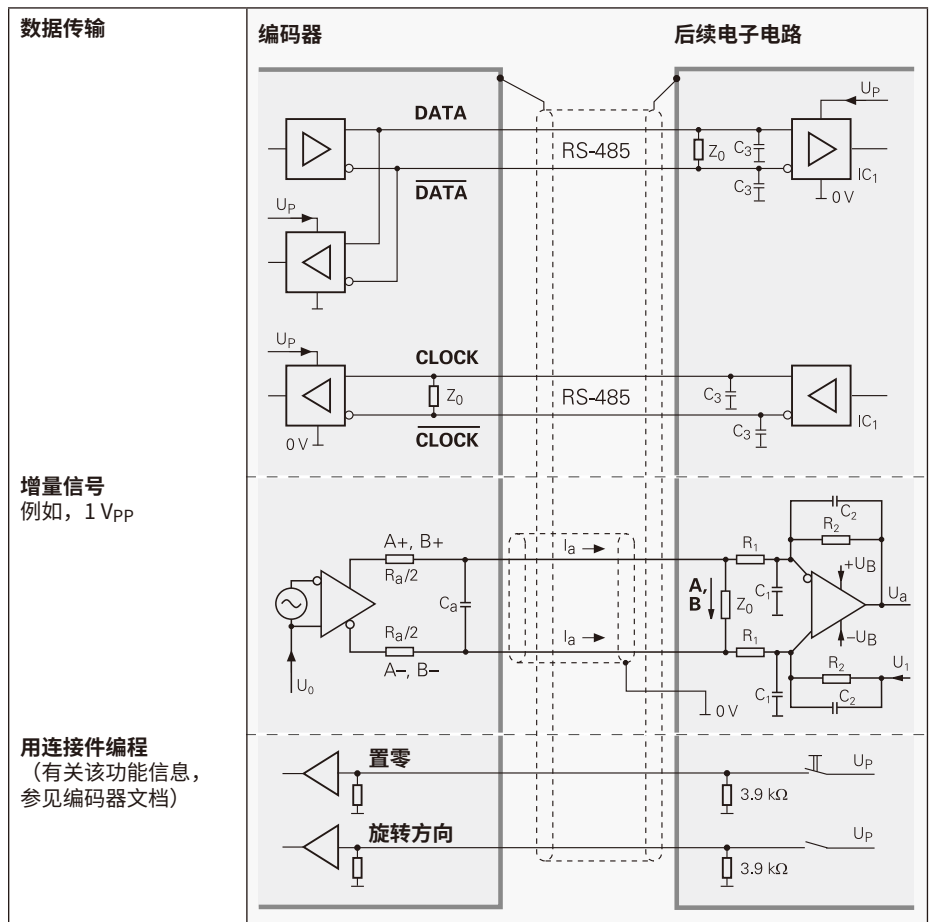 数据传输
编码器
后续电子电路
UP
DATA
RS-485
Z0
C3
IC1
DATA
C3
0 V
UP
UP
CLOCK
RS-485
Z0
C3
IC1
0 V
CLOCK
C3
增量信号
例如，1 VPP
C2
R2
A+, B+
Ia
R1
+UB
Ra/2
Ca
A,
B
Z0
C1
Ua
Ra/2
Ia
R1
-UB
A–, B–
R2
U1
U0
C1
C2
0 V
用连接件编程
（有关该功能信息，
参见编码器文档）
置零
UP
3.9 kΩ
旋转方向
UP
3.9 kΩ